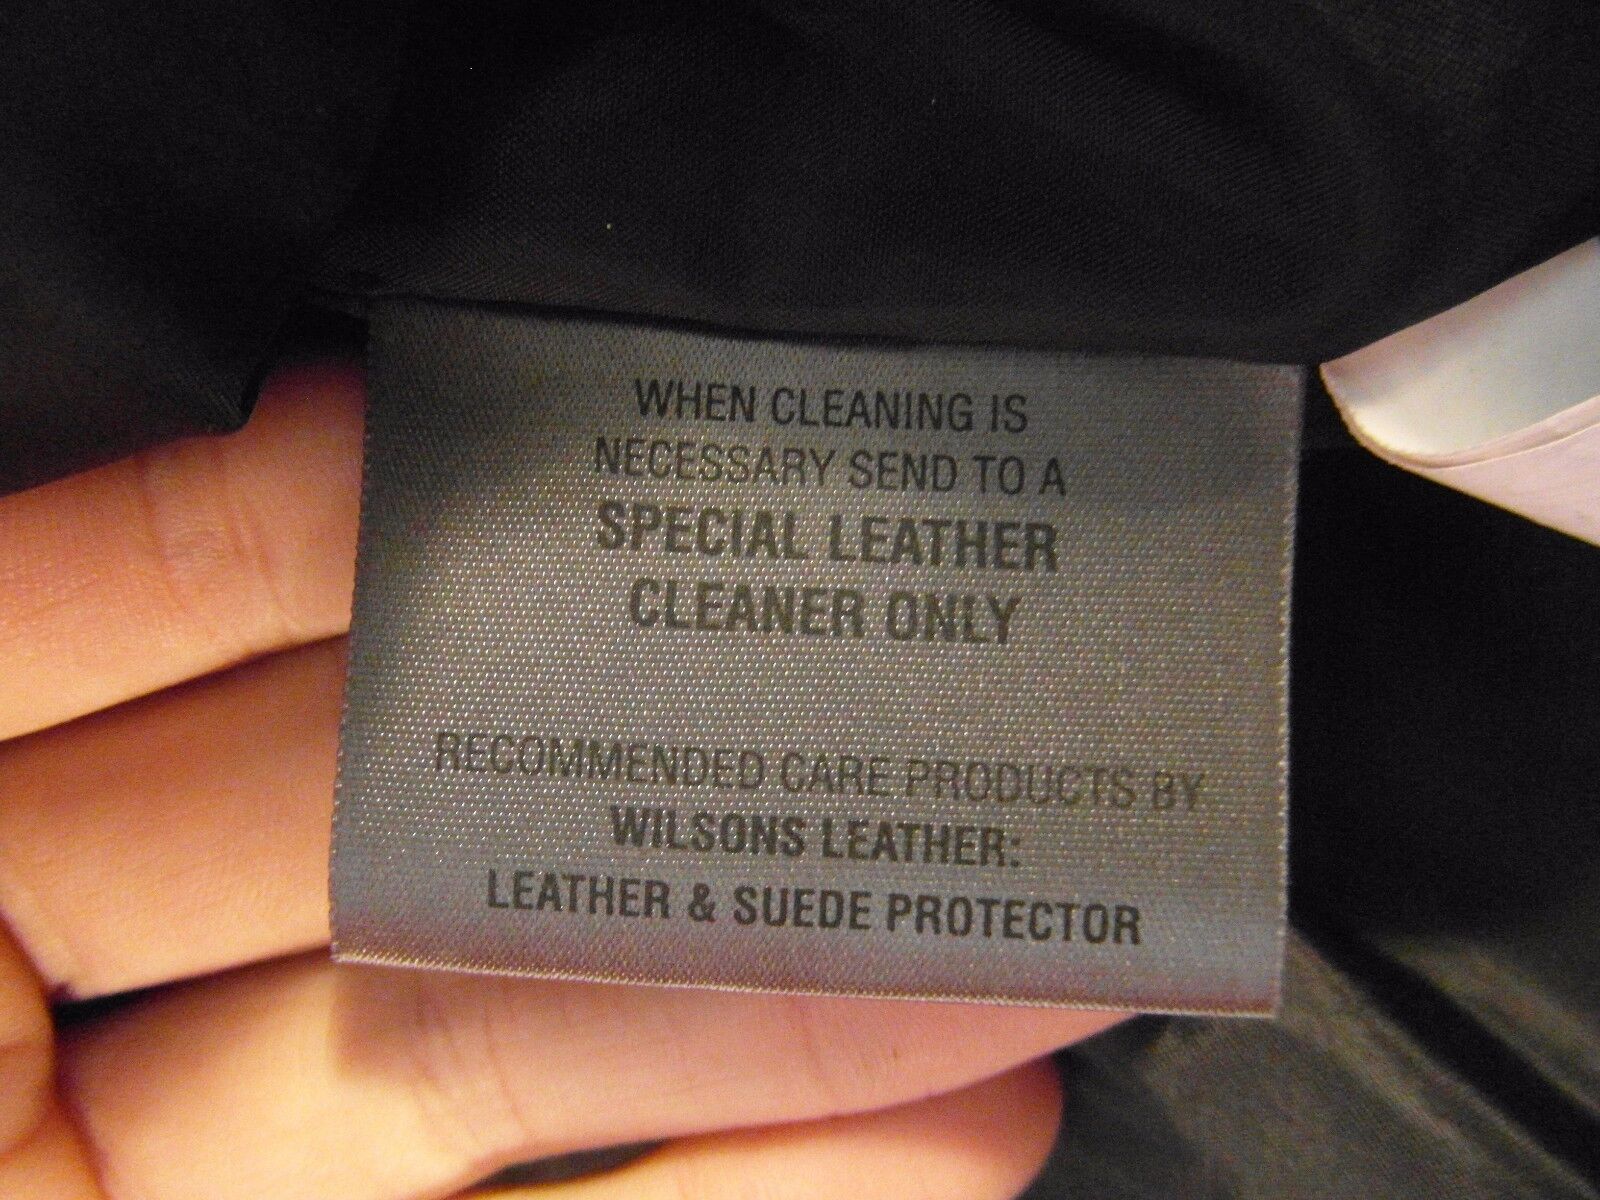 WHEN CLEANING IS
NECESSARY SEND TO A
SPECIAL LEATHER
CLEANER ONLY
RECOMMENDED CARE PRODUCTS BY
WILSONS LEATHER:
LEATHER & SUEDE PROTECTOR